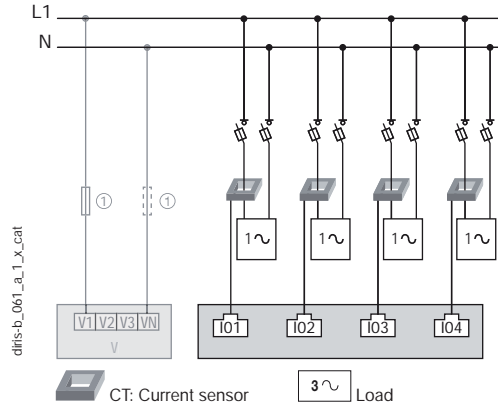 L1
N
① ①
1∿ 1∿ 1∿ 1∿
diris-b_061_a_1_x_cat
V1 V2 V3 VN
V
I01 I02 I03 I04
CT: Current sensor
3∿ Load